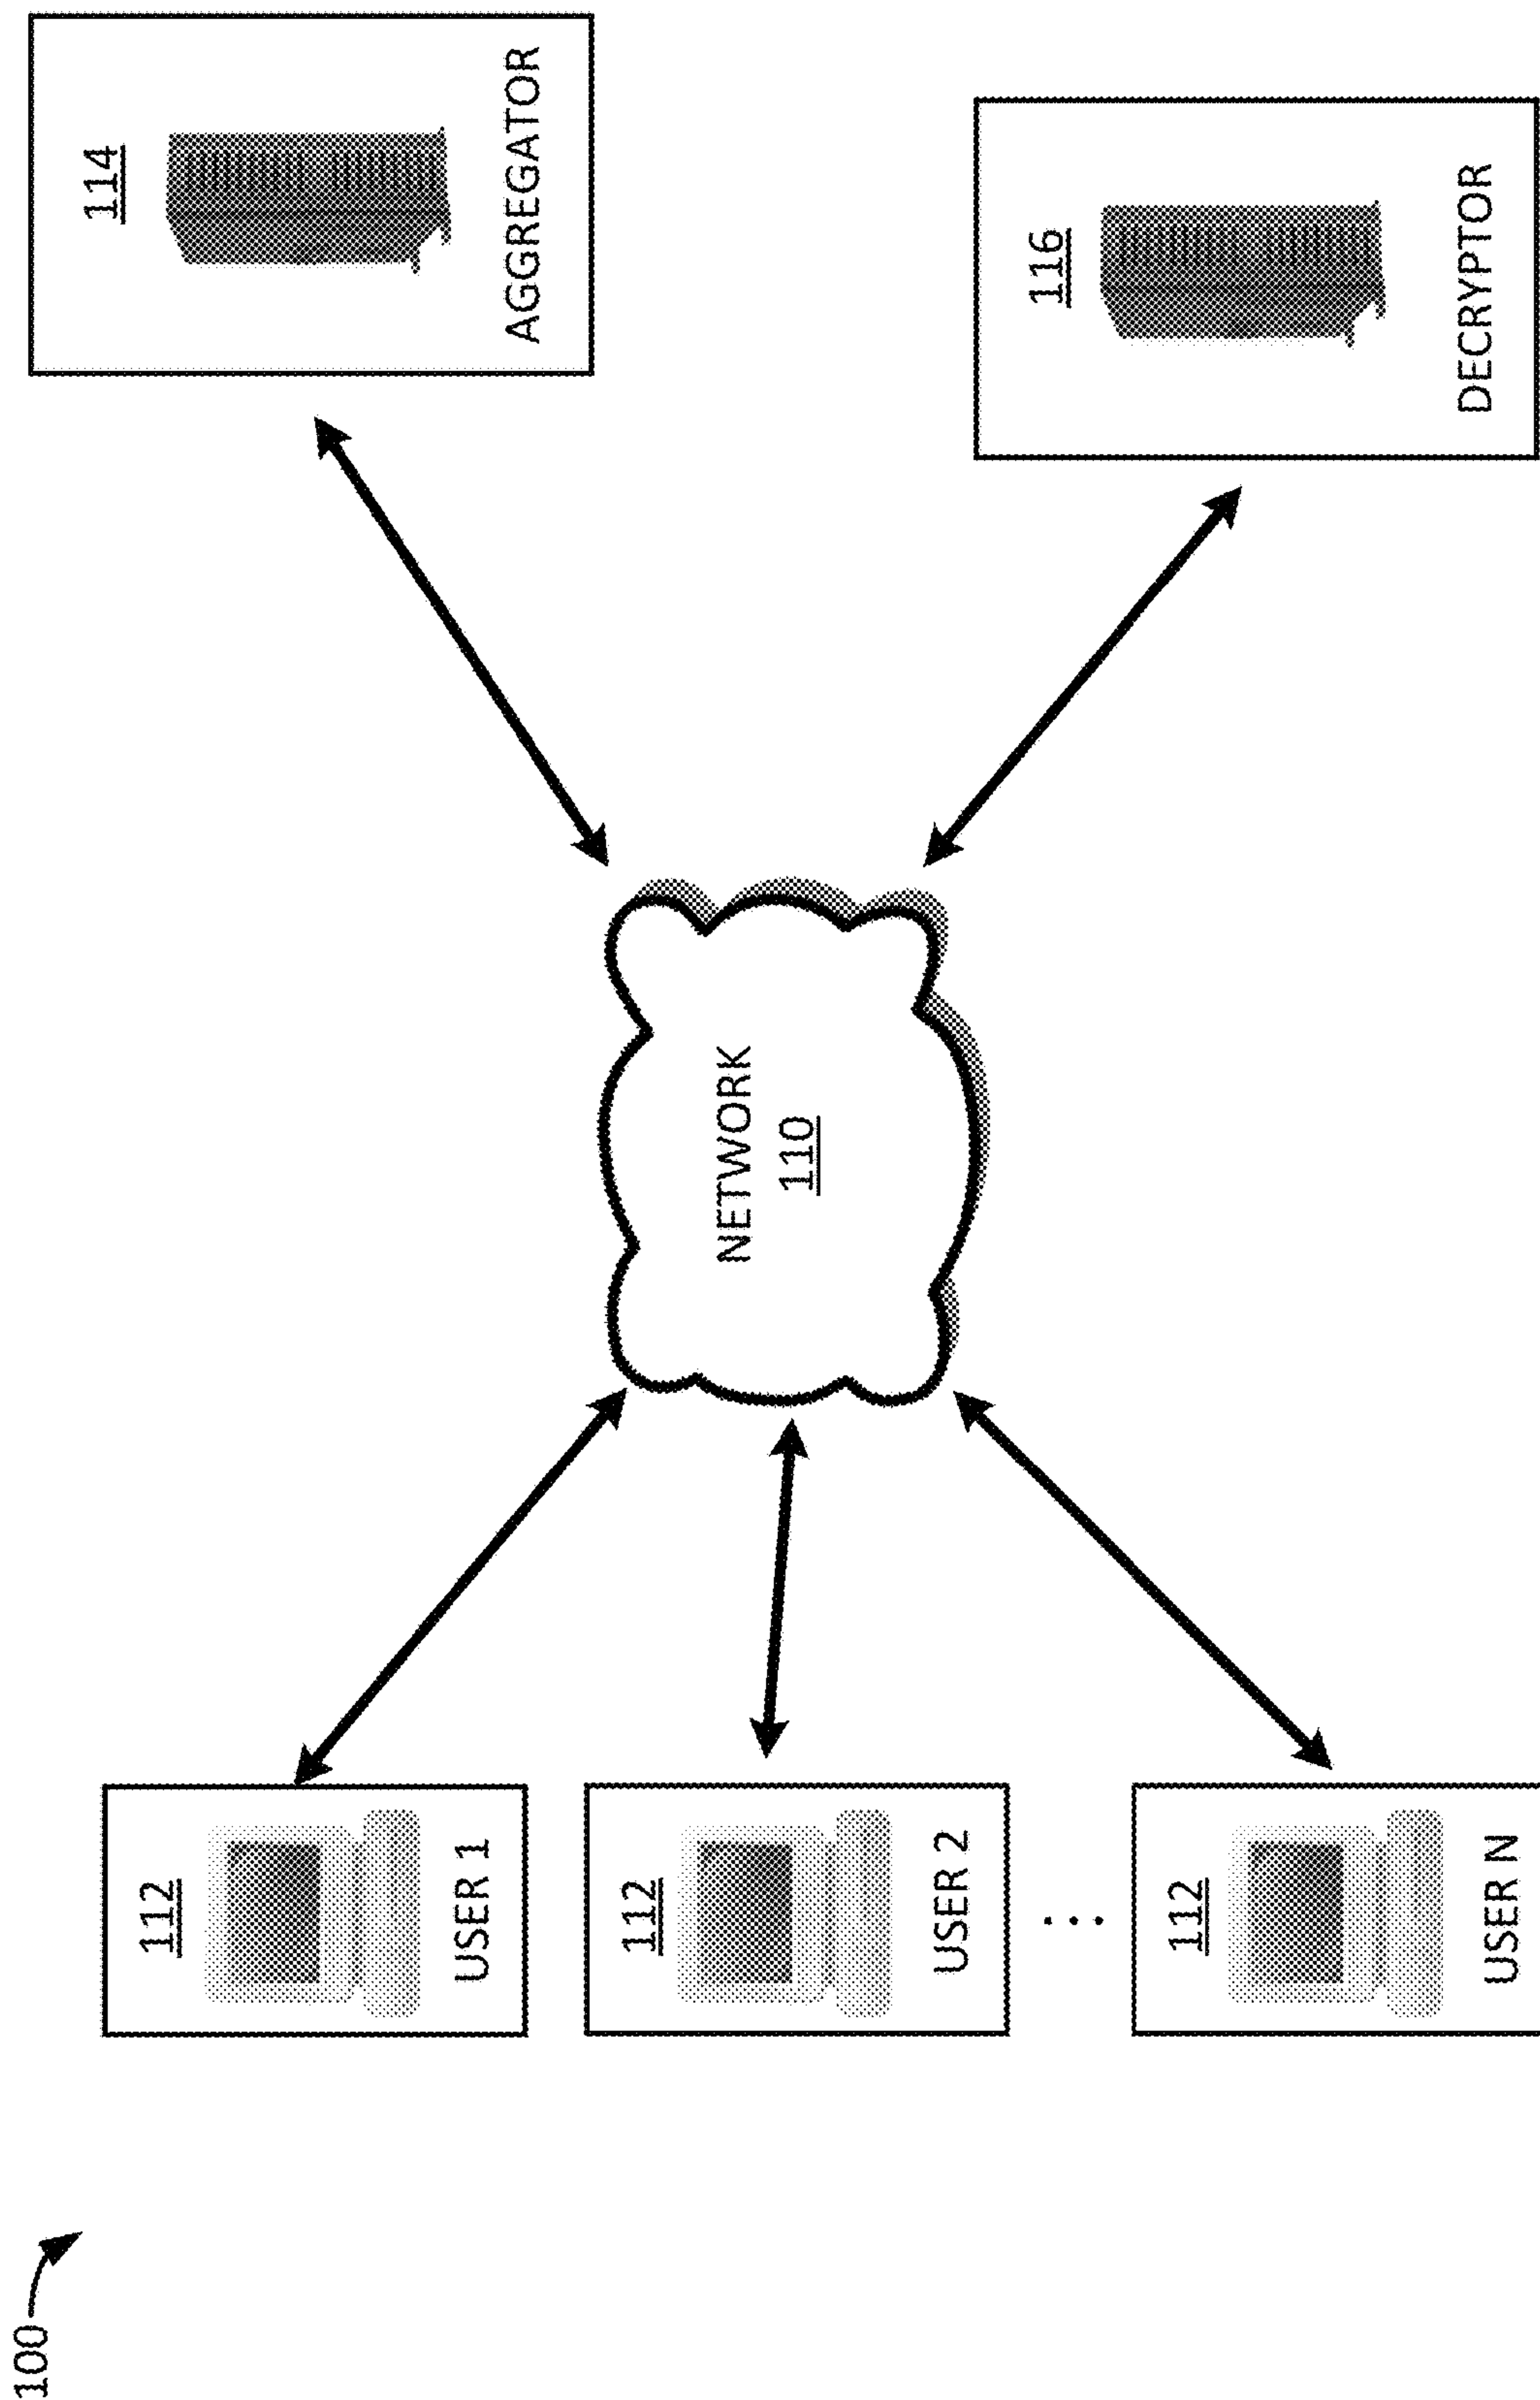 100
112
USER 1
112
USER 2
112
USER N
NETWORK
110
114
AGGREGATOR
116
DECRYPTOR